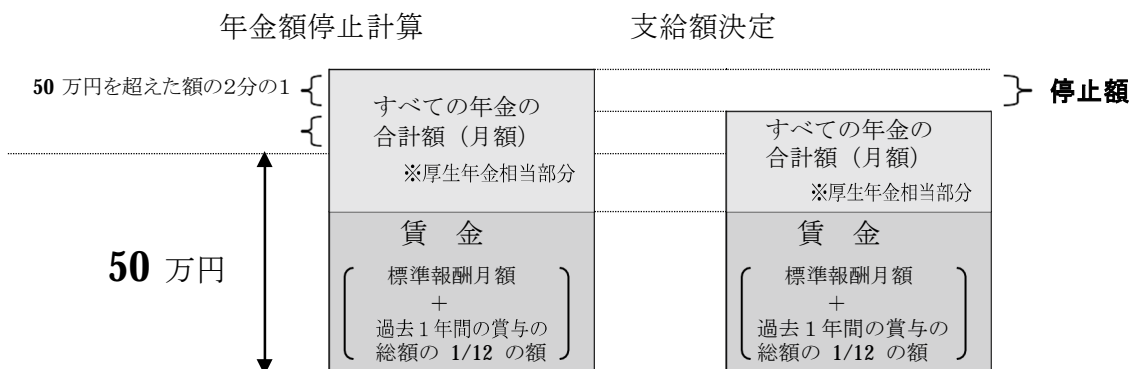 年金額停止計算
支給額決定
50 万円を超えた額の2分の1
停止額
すべての年金の
合計額（月額）
※厚生年金相当部分
すべての年金の
合計額（月額）
※厚生年金相当部分
50 万円
賃　金
標準報酬月額
＋
過去１年間の賞与の
総額の 1/12 の額
賃　金
標準報酬月額
＋
過去１年間の賞与の
総額の 1/12 の額